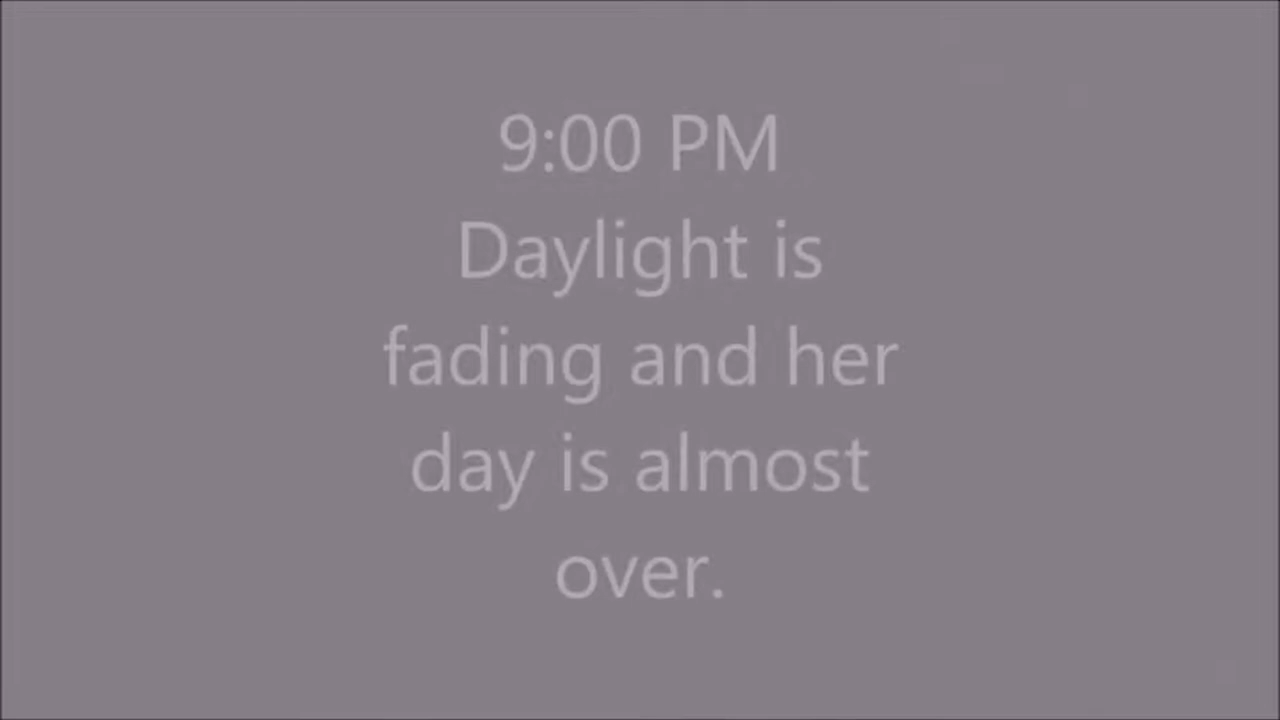 9:00 PM
Daylight is
fading and her
day is almost
over.